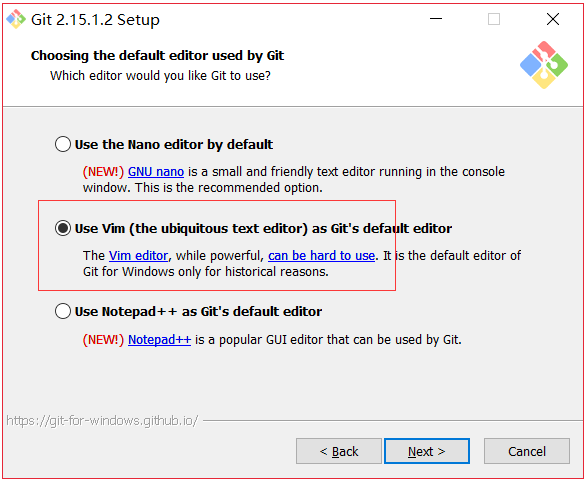 Git 2.15.1.2 Setup
Choosing the default editor used by Git
Which editor would you like Git to use?
Use the Nano editor by default
(NEW!) GNU nano is a small and friendly text editor running in the console
window. This is the recommended option.
Use Vim (the ubiquitous text editor) as Git's default editor
The Vim editor, while powerful, can be hard to use. It is the default editor of
Git for Windows only for historical reasons.
Use Notepad++ as Git's default editor
(NEW!) Notepad++ is a popular GUI editor that can be used by Git.
https://git-for-windows.github.io/
< Back
Next >
Cancel